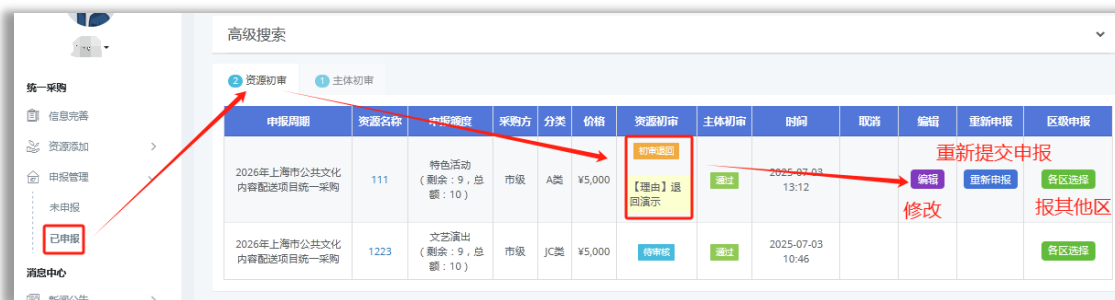 高级搜索
统一采购
信息完善
资源添加
申报管理
未申报
已申报
消息中心
新闻公告
2 资源初审
1 主体初审
申报周期 资源名称 申报额度 采购方 分类 价格 资源初审 主体初审 时间 取消 编辑 重新申报 区级申报
重新提交申报
2026年上海市公共文化
内容配送项目统一采购
111
特色活动
（剩余：9，总
额：10）
市级
A类
¥5,000
初审退回
【理由】退
回演示
通过
2025-07-03
13:12
编辑
重新申报
各区选择
修改
报其他区
2026年上海市公共文化
内容配送项目统一采购
1223
文艺演出
（剩余：9，总
额：10）
市级
JC类
¥5,000
待审核
通过
2025-07-03
10:46
各区选择